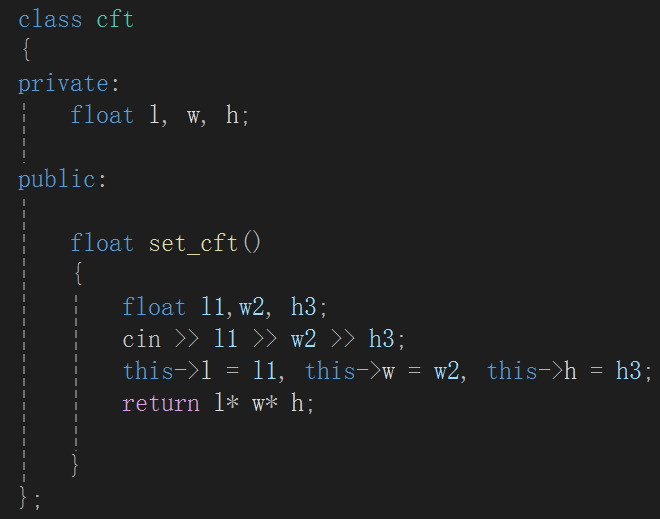 class cft
{
private:
float l, w, h;
public:
float set_cft()
{
float l1,w2, h3;
cin >> l1 >> w2 >> h3;
this->l = l1, this->w = w2, this->h = h3;
return l* w* h;
}
};